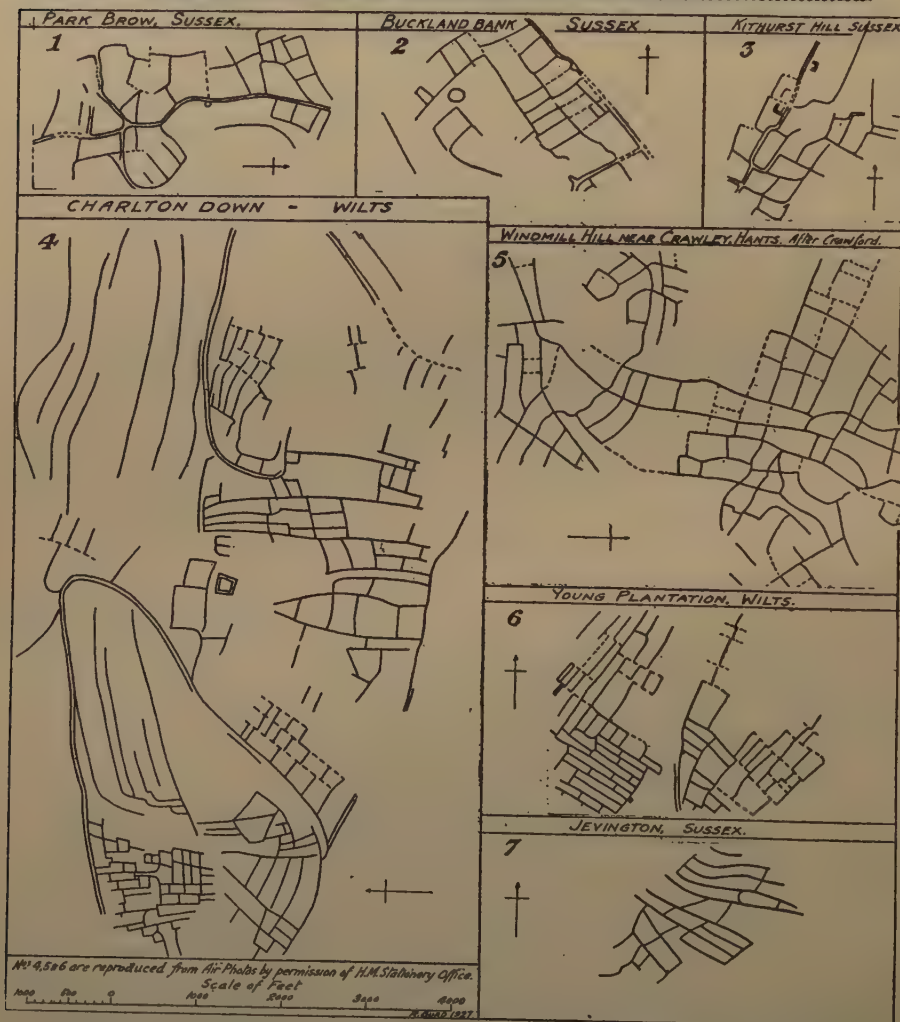 PARK BROW, SUSSEX.
1
BUCKLAND BANK SUSSEX
2
KITHURST HILL SUSSEX
3
CHARLTON DOWN - WILTS
4
WINDMILL HILL NEAR CRAWLEY, HANTS. After Crawford.
5
YOUNG PLANTATION, WILTS.
6
JEVINGTON, SUSSEX.
7
Nos 4,5&6 are reproduced from Air Photos by permission of H.M. Stationery Office.
Scale of Feet
1000 500 0 1000 2000 3000 4000
1927